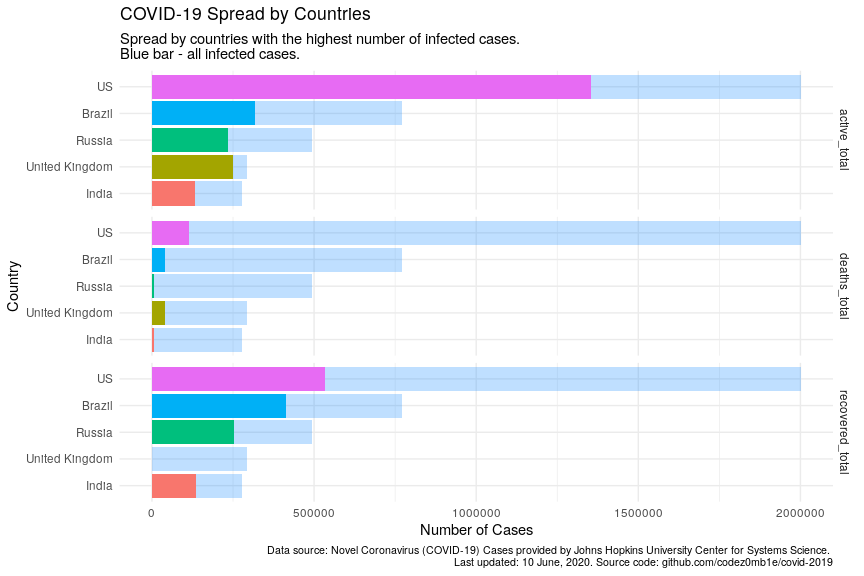 COVID-19 Spread by Countries
Spread by countries with the highest number of infected cases.
Blue bar - all infected cases.
US
Brazil
Russia
United Kingdom
India
active_total
US
Brazil
Russia
United Kingdom
India
deaths_total
US
Brazil
Russia
United Kingdom
India
recovered_total
Country
0 500000 1000000 1500000 2000000
Number of Cases
Data source: Novel Coronavirus (COVID-19) Cases provided by Johns Hopkins University Center for Systems Science.
Last updated: 10 June, 2020. Source code: github.com/codez0mb1e/covid-2019